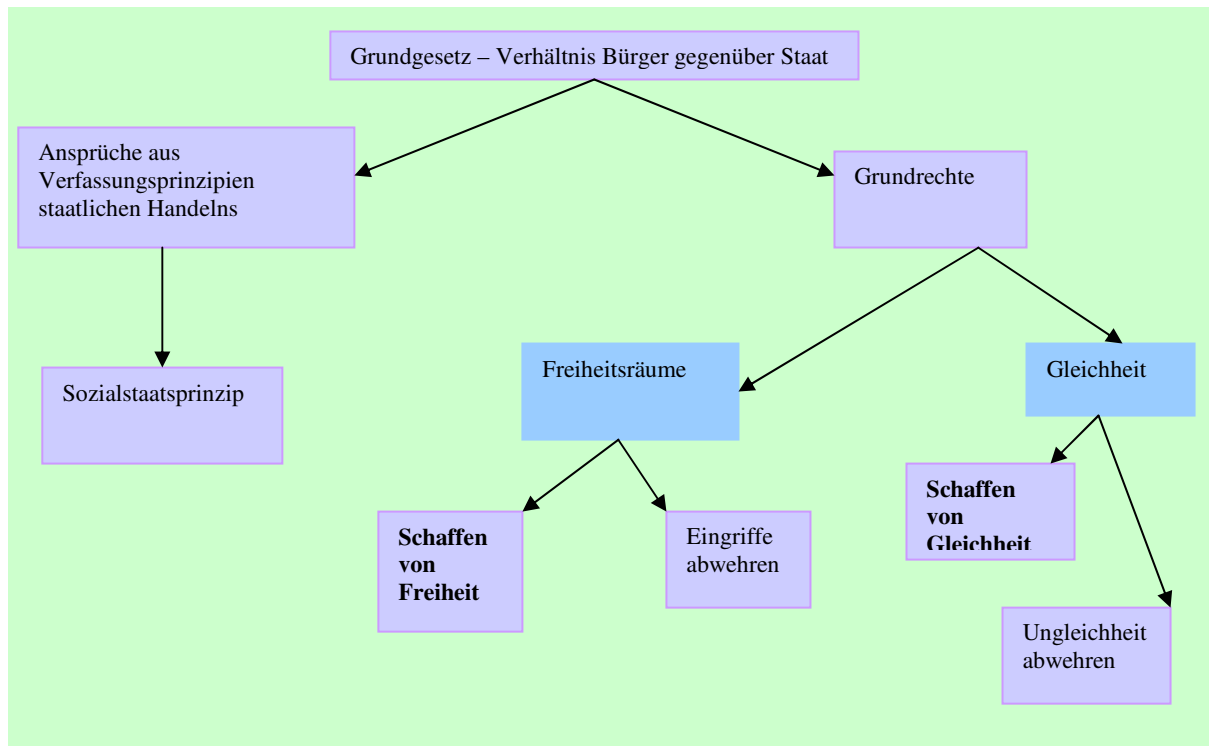 Grundgesetz – Verhältnis Bürger gegenüber Staat
Ansprüche aus
Verfassungsprinzipien
staatlichen Handelns
Grundrechte
Sozialstaatsprinzip
Freiheitsräume
Gleichheit
Schaffen
von
Freiheit
Eingriffe
abwehren
Schaffen
von
Gleichheit
Ungleichheit
abwehren